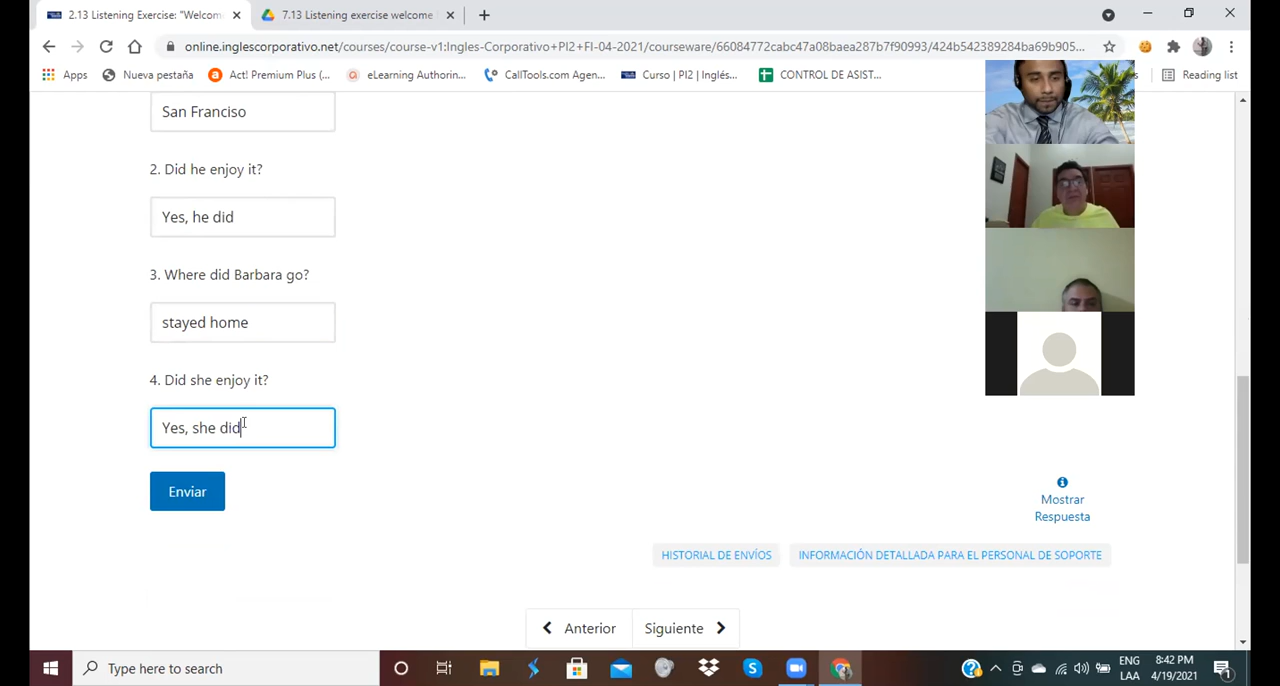 2.13 Listening Exercise: "Welcom
7.13 Listening exercise welcome
online.inglescorporativo.net/courses/course-v1:Ingles-Corporativo+PI2+FI-04-2021/courseware/66084772cabc47a08baea287b7f90993/424b542389284ba69b905...
Apps
Nueva pestaña
Act! Premium Plus (...
eLearning Authorin...
CallTools.com Agen...
Curso | PI2 | Inglés...
CONTROL DE ASIST...
Reading list
San Franciso
2. Did he enjoy it?
Yes, he did
3. Where did Barbara go?
stayed home
4. Did she enjoy it?
Yes, she did
Enviar
Mostrar
Respuesta
HISTORIAL DE ENVÍOS
INFORMACIÓN DETALLADA PARA EL PERSONAL DE SOPORTE
Anterior
Siguiente
Type here to search
ENG
LAA
8:42 PM
4/19/2021